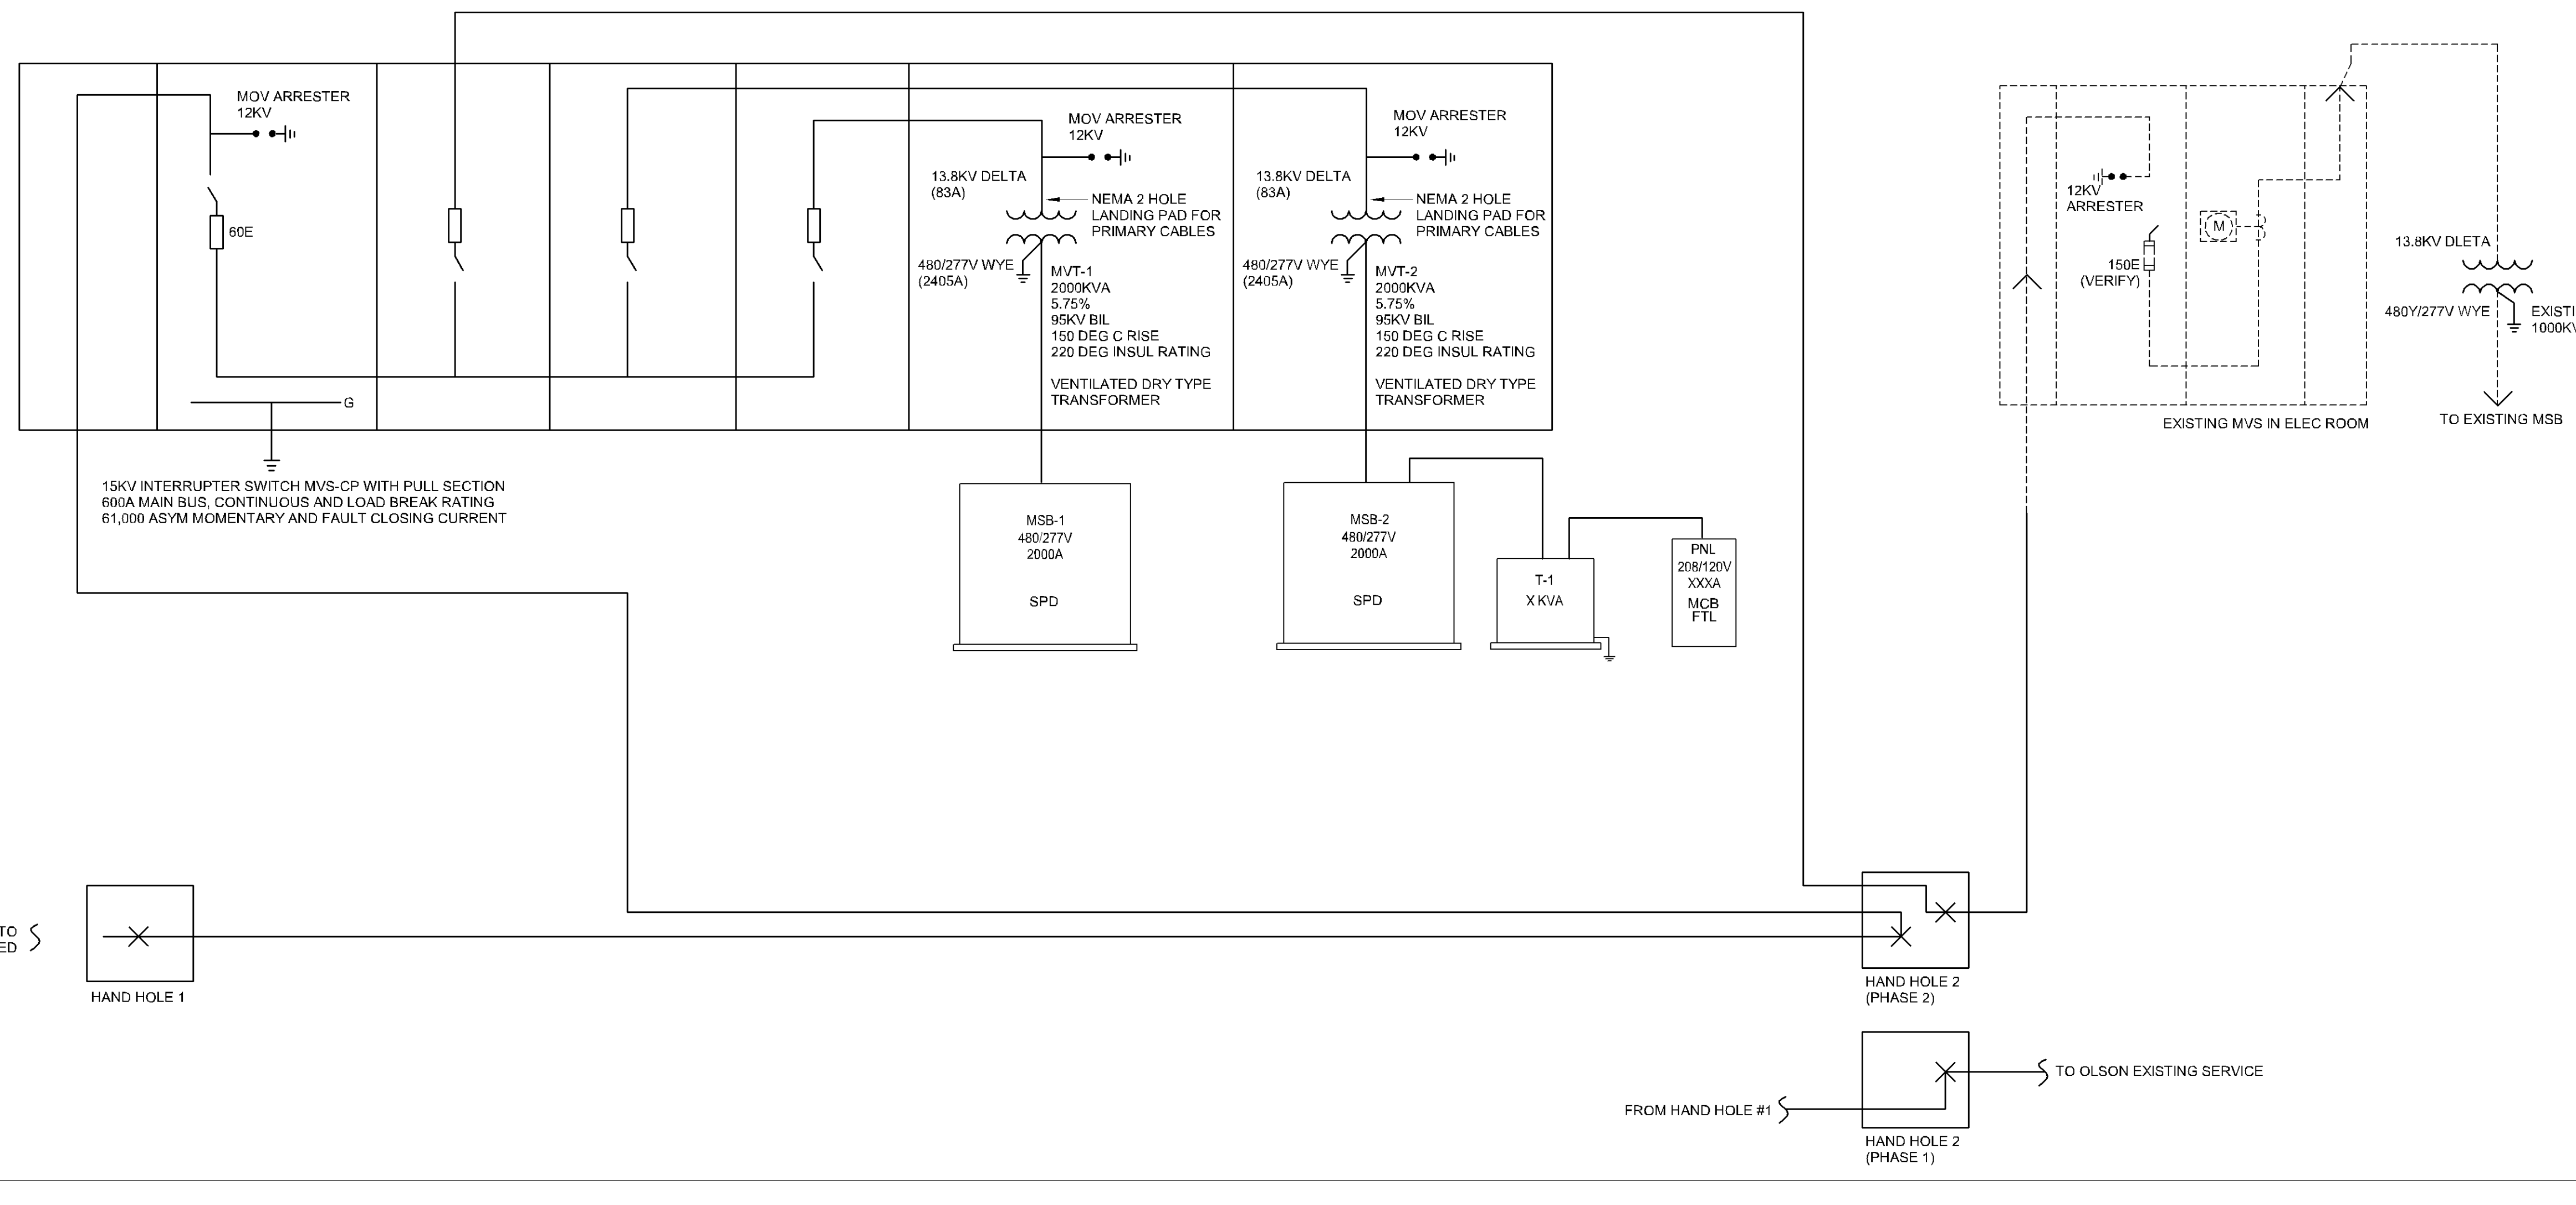 MOV ARRESTER
12KV
60E
G
15KV INTERRUPTER SWITCH MVS-CP WITH PULL SECTION
600A MAIN BUS, CONTINUOUS AND LOAD BREAK RATING
61,000 ASYM MOMENTARY AND FAULT CLOSING CURRENT
MOV ARRESTER
12KV
13.8KV DELTA
(83A)
NEMA 2 HOLE
LANDING PAD FOR
PRIMARY CABLES
480/277V WYE
(2405A)
MVT-1
2000KVA
5.75%
95KV BIL
150 DEG C RISE
220 DEG INSUL RATING
VENTILATED DRY TYPE
TRANSFORMER
MOV ARRESTER
12KV
13.8KV DELTA
(83A)
NEMA 2 HOLE
LANDING PAD FOR
PRIMARY CABLES
480/277V WYE
(2405A)
MVT-2
2000KVA
5.75%
95KV BIL
150 DEG C RISE
220 DEG INSUL RATING
VENTILATED DRY TYPE
TRANSFORMER
MSB-1
480/277V
2000A
SPD
MSB-2
480/277V
2000A
SPD
T-1
X KVA
PNL
208/120V
XXXA
MCB
FTL
12KV
ARRESTER
M
150E
(VERIFY)
EXISTING MVS IN ELEC ROOM
13.8KV DLETA
480Y/277V WYE
EXISTI
1000KV
TO EXISTING MSB
TO
ED
HAND HOLE 1
HAND HOLE 2
(PHASE 2)
TO OLSON EXISTING SERVICE
FROM HAND HOLE #1
HAND HOLE 2
(PHASE 1)